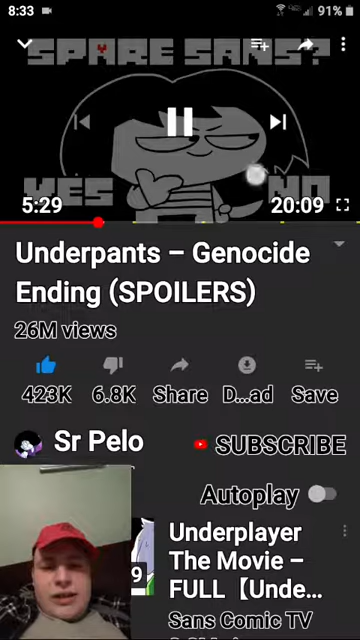 8:33
91%
SPARE SANS?
YES NO
5:29
20:09
Underpants – Genocide
Ending (SPOILERS)
26M views
423K
6.8K
Share
D...ad
Save
Sr Pelo
SUBSCRIBE
Autoplay
9
Underplayer
The Movie –
FULL【Unde...
Sans Comic TV